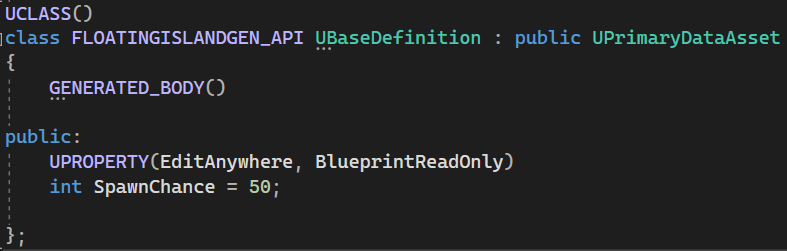 UCLASS()
class FLOATINGISLANDGEN_API UBaseDefinition : public UPrimaryDataAsset
{
GENERATED_BODY()
public:
UPROPERTY(EditAnywhere, BlueprintReadOnly)
int SpawnChance = 50;
};